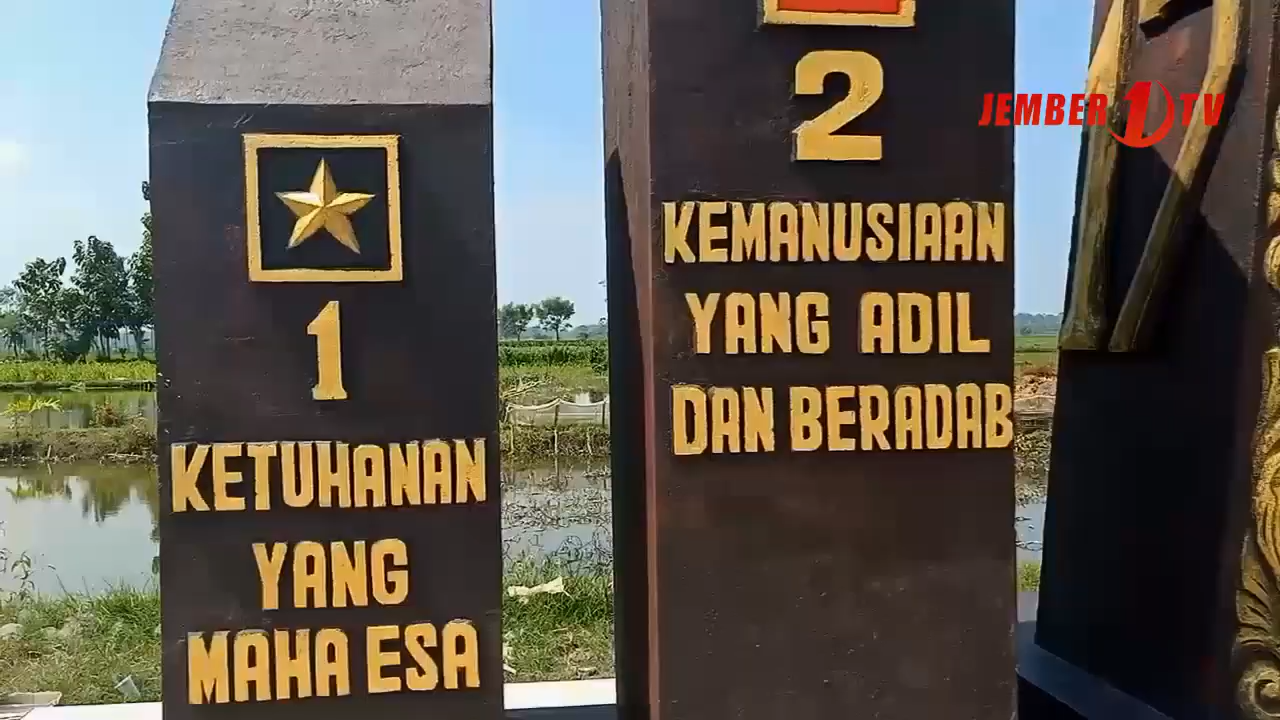 JEMBER 1 TV
1
KETUHANAN
YANG
MAHA ESA
2
KEMANUSIAAN
YANG ADIL
DAN BERADAB